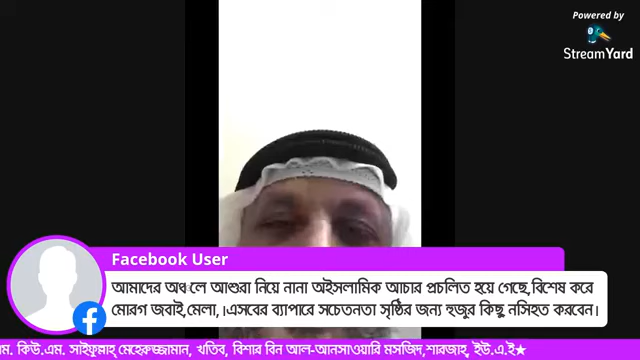 Powered by
StreamYard
Facebook User
আমাদের অঞ্চলে আশুরা নিয়ে নানা অইসলামিক আচার প্রচলিত হয়ে গেছে,বিশেষ করে
মোরগ জবাই,মেলা,।এসবের ব্যাপারে সচেতনতা সৃষ্ঠির জন্য হুজুর কিছু নসিহত করবেন।
কিউ.এম. সাইফুল্লাহ্ মেহেরুজ্জামান, খতিব, বিশার বিন আল-আনসাওয়ারি মসজিদ,শারজাহ্, ইউ.এ.ই★